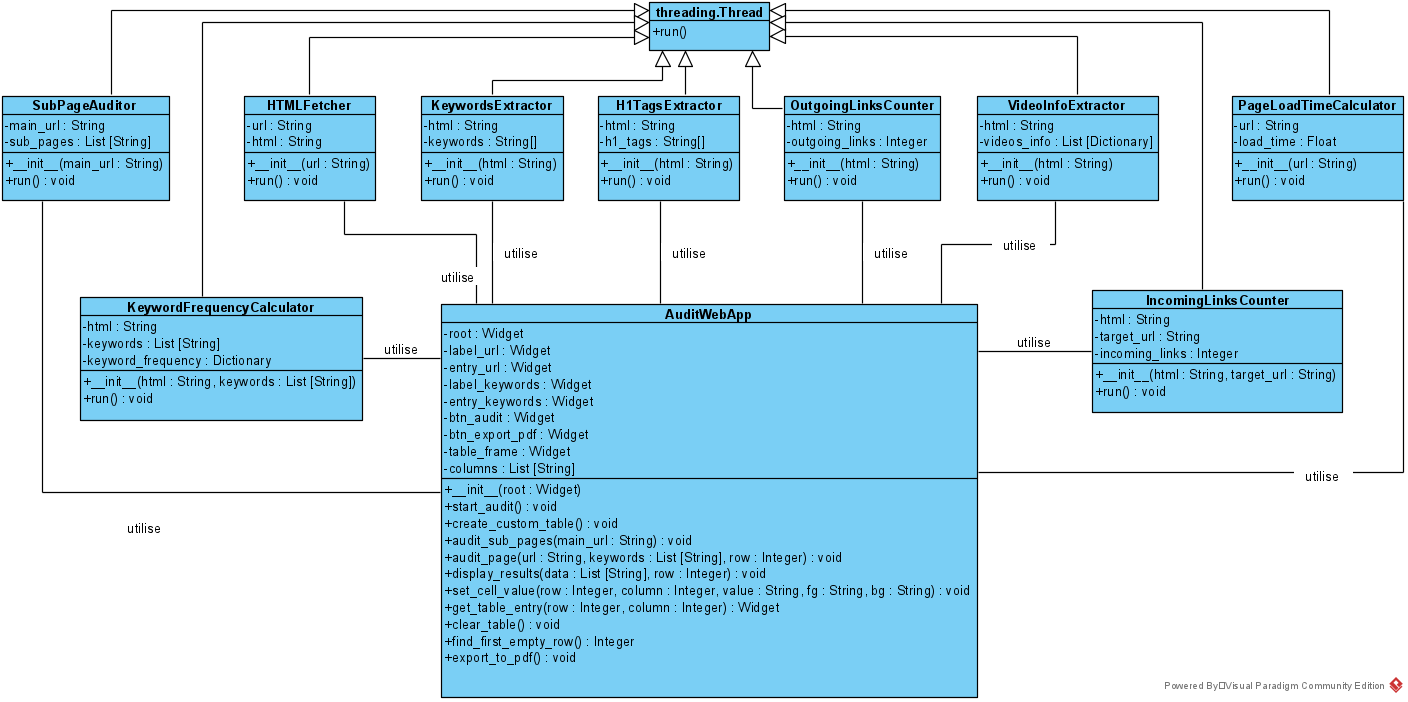 threading.Thread
+run()
SubPageAuditor
-main_url : String
-sub_pages : List [String]
+__init__(main_url : String)
+run() : void
HTMLFetcher
-url : String
-html : String
+__init__(url : String)
+run() : void
KeywordsExtractor
-html : String
-keywords : String[]
+__init__(html : String)
+run() : void
H1TagsExtractor
-html : String
-h1_tags : String[]
+__init__(html : String)
+run() : void
OutgoingLinksCounter
-html : String
-outgoing_links : Integer
+__init__(html : String)
+run() : void
VideoInfoExtractor
-html : String
-videos_info : List [Dictionary]
+__init__(html : String)
+run() : void
PageLoadTimeCalculator
-url : String
-load_time : Float
+__init__(url : String)
+run() : void
utilise
utilise
utilise
utilise
utilise
KeywordFrequencyCalculator
-html : String
-keywords : List [String]
-keyword_frequency : Dictionary
+__init__(html : String, keywords : List [String])
+run() : void
utilise
AuditWebApp
-root : Widget
-label_url : Widget
-entry_url : Widget
-label_keywords : Widget
-entry_keywords : Widget
-btn_audit : Widget
-btn_export_pdf : Widget
-table_frame : Widget
-columns : List [String]
+__init__(root : Widget)
+start_audit() : void
+create_custom_table() : void
+audit_sub_pages(main_url : String) : void
+audit_page(url : String, keywords : List [String], row : Integer) : void
+display_results(data : List [String], row : Integer) : void
+set_cell_value(row : Integer, column : Integer, value : String, fg : String, bg : String) : void
+get_table_entry(row : Integer, column : Integer) : Widget
+clear_table() : void
+find_first_empty_row() : Integer
+export_to_pdf() : void
utilise
IncomingLinksCounter
-html : String
-target_url : String
-incoming_links : Integer
+__init__(html : String, target_url : String)
+run() : void
utilise
utilise
Powered By Visual Paradigm Community Edition